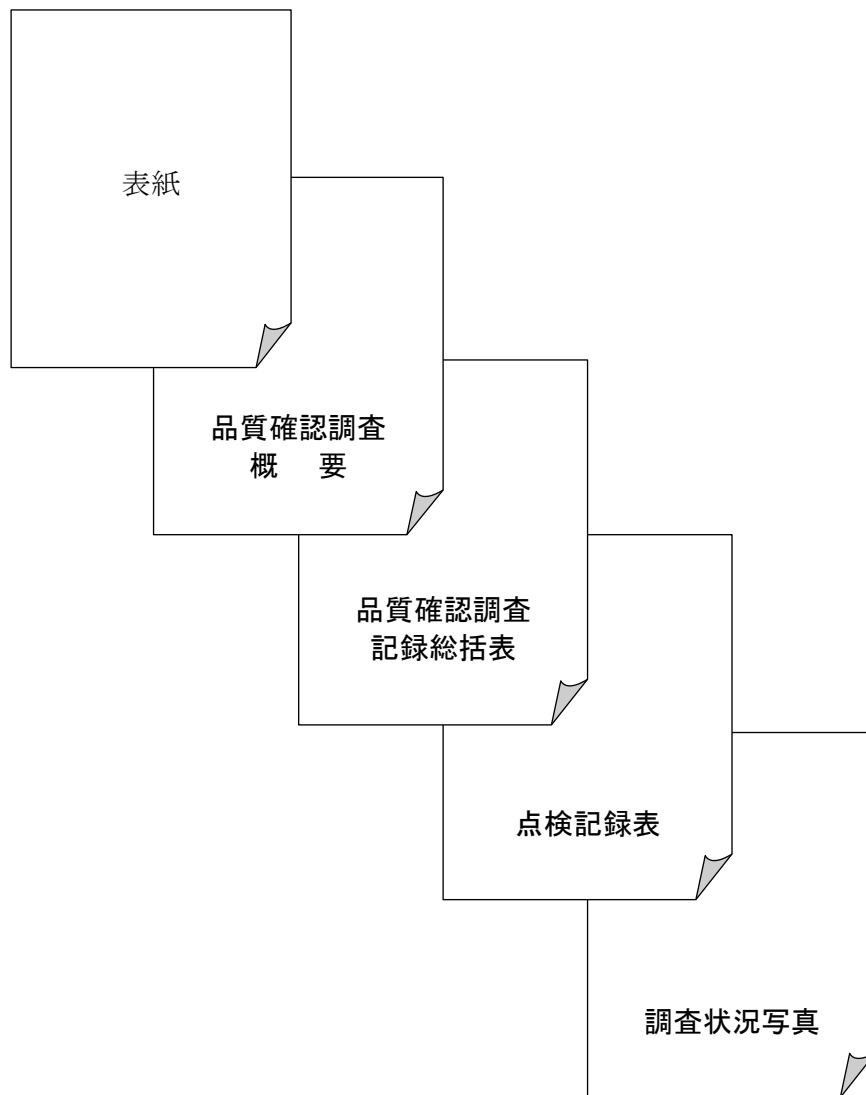 表紙
品質確認調査
概　要
品質確認調査
記録総括表
点検記録表
調査状況写真